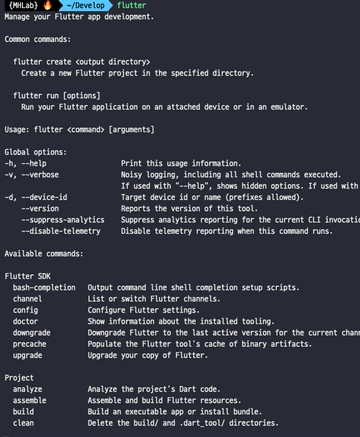 {MHLab} 🔥 ~/Develop flutter
Manage your Flutter app development.

Common commands:

  flutter create <output directory>
    Create a new Flutter project in the specified directory.

  flutter run [options]
    Run your Flutter application on an attached device or in an emulator.

Usage: flutter <command> [arguments]

Global options:
-h, --help                  Print this usage information.
-v, --verbose               Noisy logging, including all shell commands executed.
                            If used with "--help", shows hidden options. If used with
-d, --device-id             Target device id or name (prefixes allowed).
    --version               Reports the version of this tool.
    --suppress-analytics    Suppress analytics reporting for the current CLI invocatio
    --disable-telemetry     Disable telemetry reporting when this command runs.

Available commands:

Flutter SDK
  bash-completion   Output command line shell completion setup scripts.
  channel           List or switch Flutter channels.
  config            Configure Flutter settings.
  doctor            Show information about the installed tooling.
  downgrade         Downgrade Flutter to the last active version for the current chan
  precache          Populate the Flutter tool's cache of binary artifacts.
  upgrade           Upgrade your copy of Flutter.

Project
  analyze           Analyze the project's Dart code.
  assemble          Assemble and build Flutter resources.
  build             Build an executable app or install bundle.
  clean             Delete the build/ and .dart_tool/ directories.